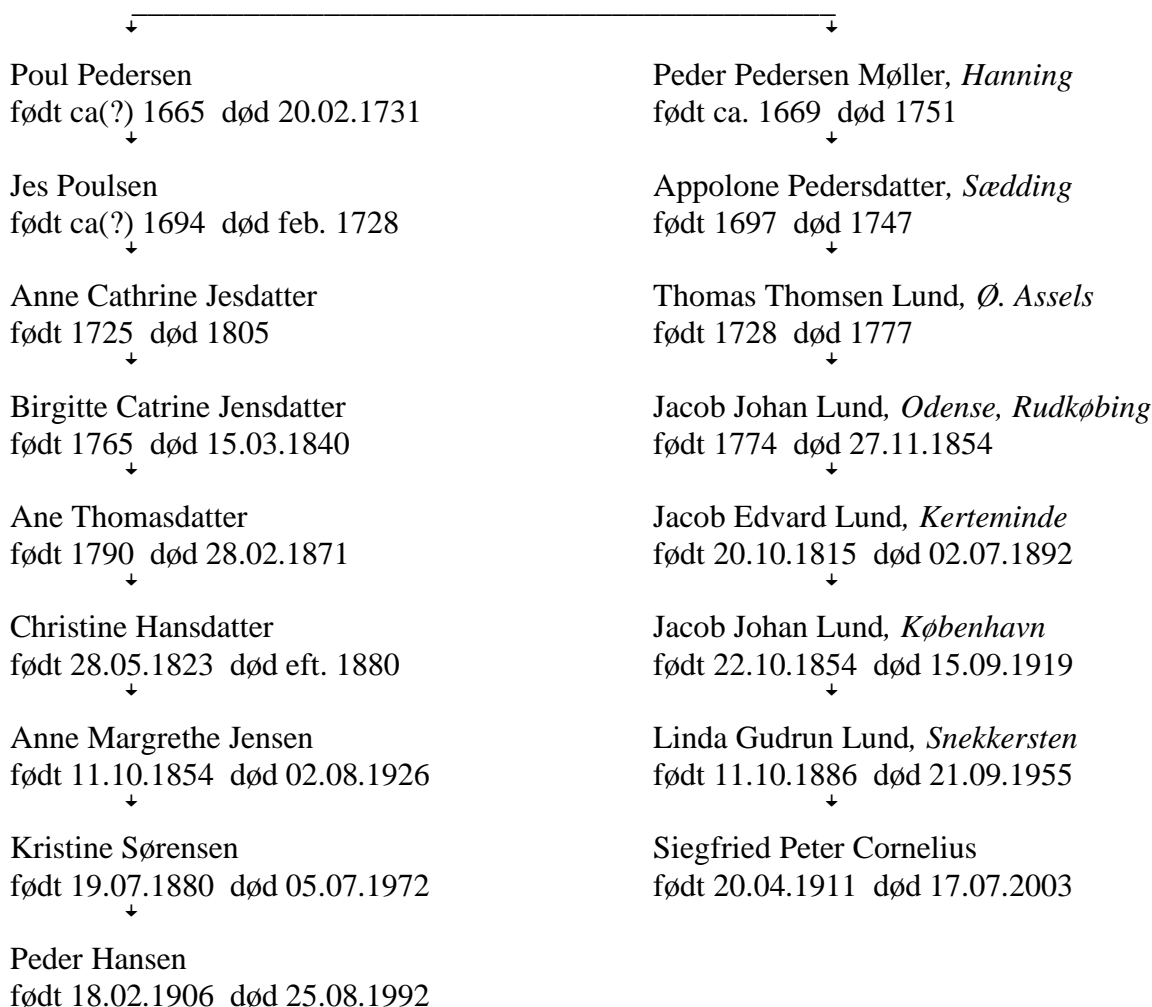 Poul Pedersen
født ca(?) 1665 død 20.02.1731
Jes Poulsen
født ca(?) 1694 død feb. 1728
Anne Cathrine Jesdatter
født 1725 død 1805
Birgitte Catrine Jensdatter
født 1765 død 15.03.1840
Ane Thomasdatter
født 1790 død 28.02.1871
Christine Hansdatter
født 28.05.1823 død eft. 1880
Anne Margrethe Jensen
født 11.10.1854 død 02.08.1926
Kristine Sørensen
født 19.07.1880 død 05.07.1972
Peder Hansen
født 18.02.1906 død 25.08.1992
Peder Pedersen Møller, Hanning
født ca. 1669 død 1751
Appolone Pedersdatter, Sædding
født 1697 død 1747
Thomas Thomsen Lund, Ø. Assels
født 1728 død 1777
Jacob Johan Lund, Odense, Rudkøbing
født 1774 død 27.11.1854
Jacob Edvard Lund, Kerteminde
født 20.10.1815 død 02.07.1892
Jacob Johan Lund, København
født 22.10.1854 død 15.09.1919
Linda Gudrun Lund, Snekkersten
født 11.10.1886 død 21.09.1955
Siegfried Peter Cornelius
født 20.04.1911 død 17.07.2003